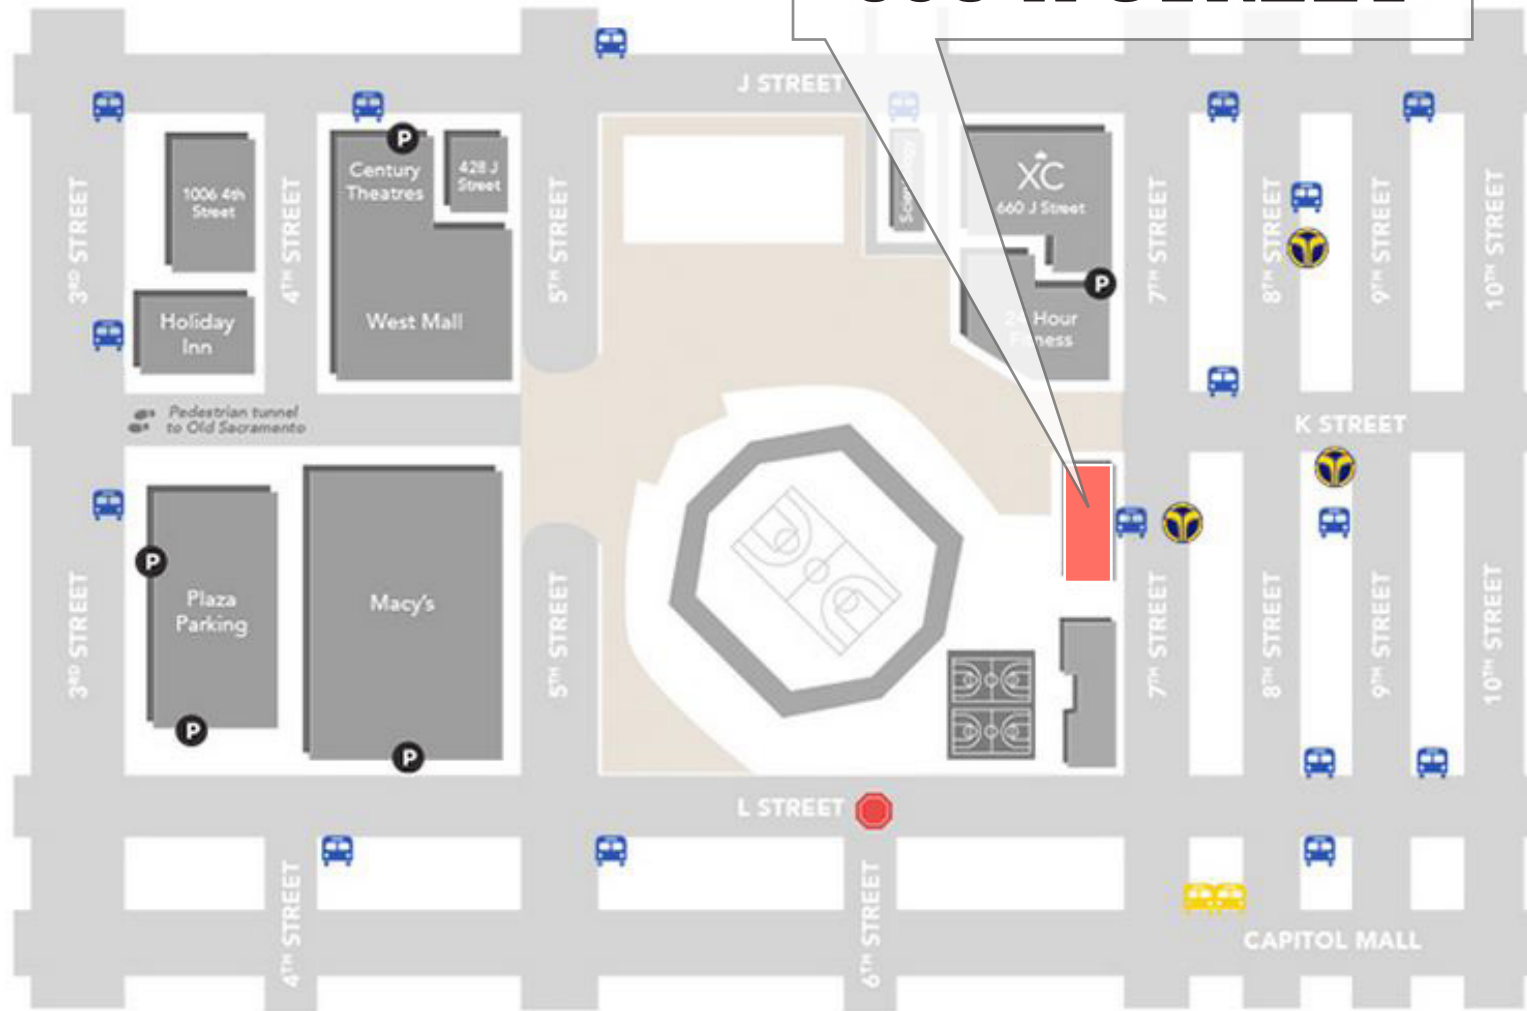 J STREET
P
Century
Theatres
428 J
Street
1006 4th
Street
XC
660 J Street
3RD STREET
4TH STREET
5TH STREET
7TH STREET
8TH STREET
9TH STREET
10TH STREET
P
Holiday
Inn
West Mall
Hour
Pedestrian tunnel
to Old Sacramento
K STREET
P
Plaza
Parking
Macy's
3RD STREET
5TH STREET
7TH STREET
8TH STREET
9TH STREET
10TH STREET
P
P
L STREET
4TH STREET
6TH STREET
CAPITOL MALL